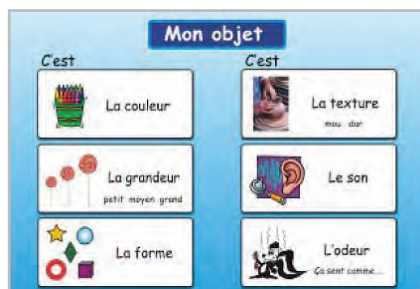 Mon objet
C'est
La couleur
La grandeur
petit moyen grand
La forme
C'est
La texture
mou dur
Le son
L'odeur
Ça sent comme...